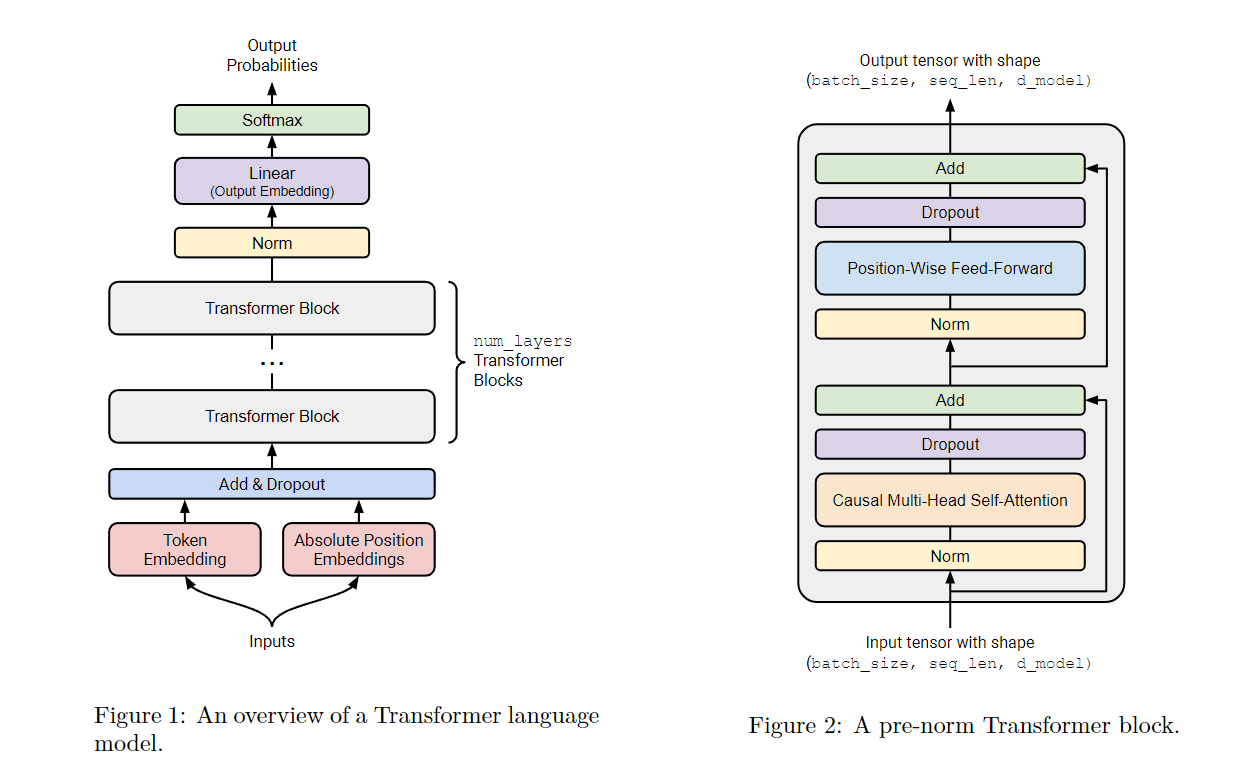 Output
Probabilities
Softmax
Linear
(Output Embedding)
Norm
Transformer Block
...
Transformer Block
num_layers
Transformer
Blocks
Add & Dropout
Token
Embedding
Absolute Position
Embeddings
Inputs
Figure 1: An overview of a Transformer language
model.
Output tensor with shape
(batch_size, seq_len, d_model)
Add
Dropout
Position-Wise Feed-Forward
Norm
Add
Dropout
Causal Multi-Head Self-Attention
Norm
Input tensor with shape
(batch_size, seq_len, d_model)
Figure 2: A pre-norm Transformer block.